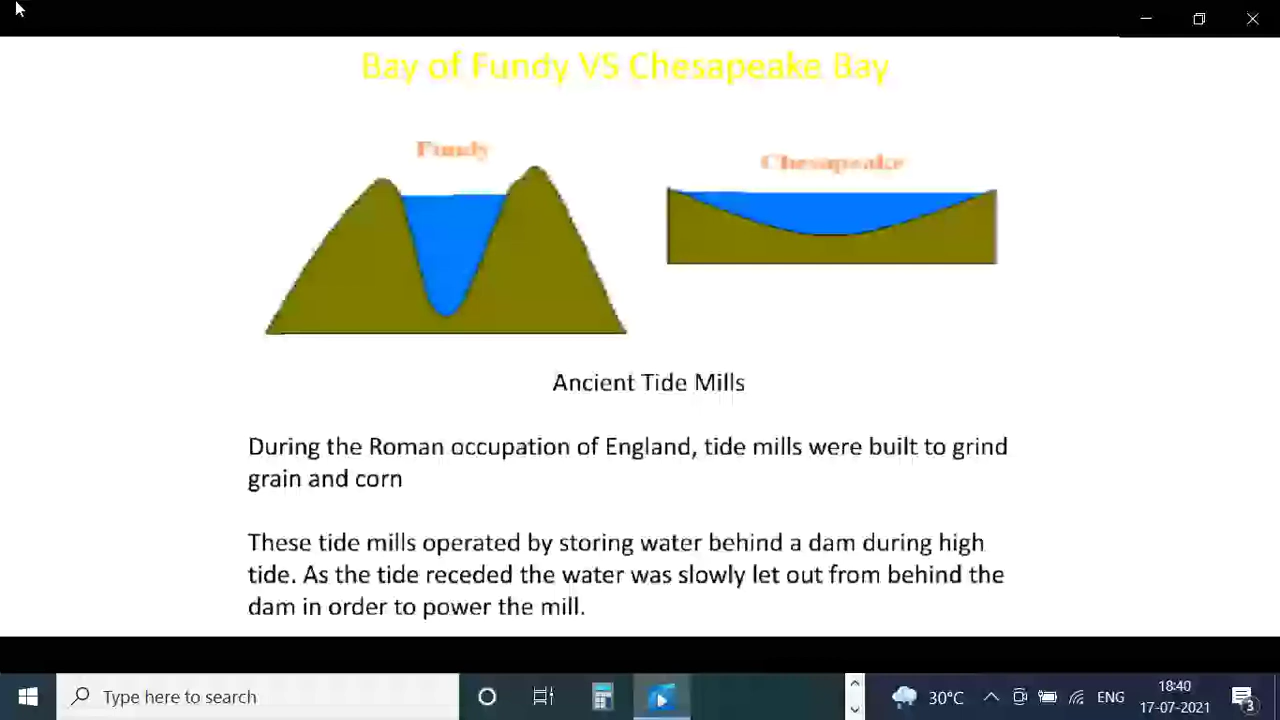 Bay of Fundy VS Chesapeake Bay
Fundy
Chesapeake
Ancient Tide Mills
During the Roman occupation of England, tide mills were built to grind
grain and corn
These tide mills operated by storing water behind a dam during high
tide. As the tide receded the water was slowly let out from behind the
dam in order to power the mill.
Type here to search
30°C
ENG
18:40
17-07-2021
3